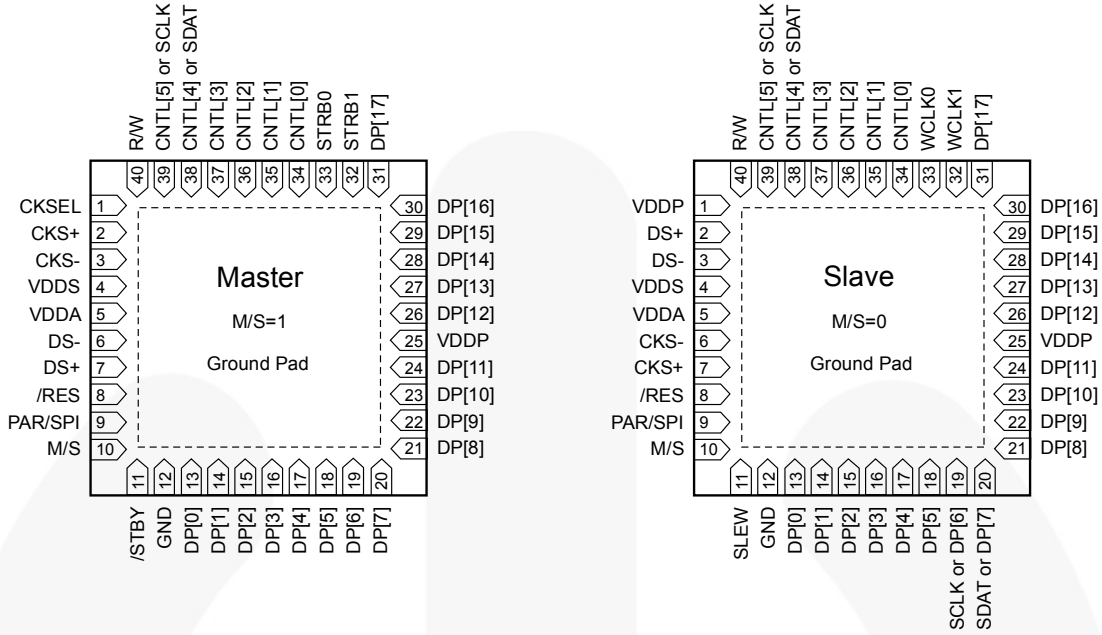 R/W
CNTL[5] or SCLK
CNTL[4] or SDAT
CNTL[3]
CNTL[2]
CNTL[1]
CNTL[0]
STRB0
STRB1
DP[17]
40 39 38 37 36 35 34 33 32 31
CKSEL 1
CKS+ 2
CKS- 3
VDDS 4
VDDA 5
DS- 6
DS+ 7
/RES 8
PAR/SPI 9
M/S 10
Master
M/S=1
Ground Pad
30 DP[16]
29 DP[15]
28 DP[14]
27 DP[13]
26 DP[12]
25 VDDP
24 DP[11]
23 DP[10]
22 DP[9]
21 DP[8]
11 12 13 14 15 16 17 18 19 20
/STBY
GND
DP[0]
DP[1]
DP[2]
DP[3]
DP[4]
DP[5]
DP[6]
DP[7]
R/W
CNTL[5] or SCLK
CNTL[4] or SDAT
CNTL[3]
CNTL[2]
CNTL[1]
CNTL[0]
WCLK0
WCLK1
DP[17]
40 39 38 37 36 35 34 33 32 31
VDDP 1
DS+ 2
DS- 3
VDDS 4
VDDA 5
CKS- 6
CKS+ 7
/RES 8
PAR/SPI 9
M/S 10
Slave
M/S=0
Ground Pad
30 DP[16]
29 DP[15]
28 DP[14]
27 DP[13]
26 DP[12]
25 VDDP
24 DP[11]
23 DP[10]
22 DP[9]
21 DP[8]
11 12 13 14 15 16 17 18 19 20
SLEW
GND
DP[0]
DP[1]
DP[2]
DP[3]
DP[4]
DP[5]
SCLK or DP[6]
SDAT or DP[7]